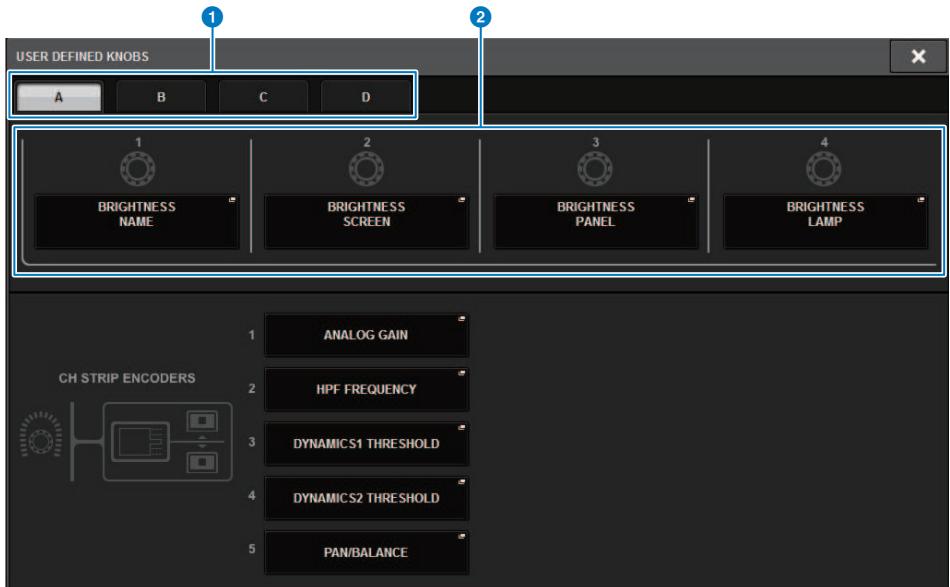 1 2
USER DEFINED KNOBS
A B C D
1 2 3 4
BRIGHTNESS NAME
BRIGHTNESS SCREEN
BRIGHTNESS PANEL
BRIGHTNESS LAMP
CH STRIP ENCODERS
1 ANALOG GAIN
2 HPF FREQUENCY
3 DYNAMICS1 THRESHOLD
4 DYNAMICS2 THRESHOLD
5 PAN/BALANCE